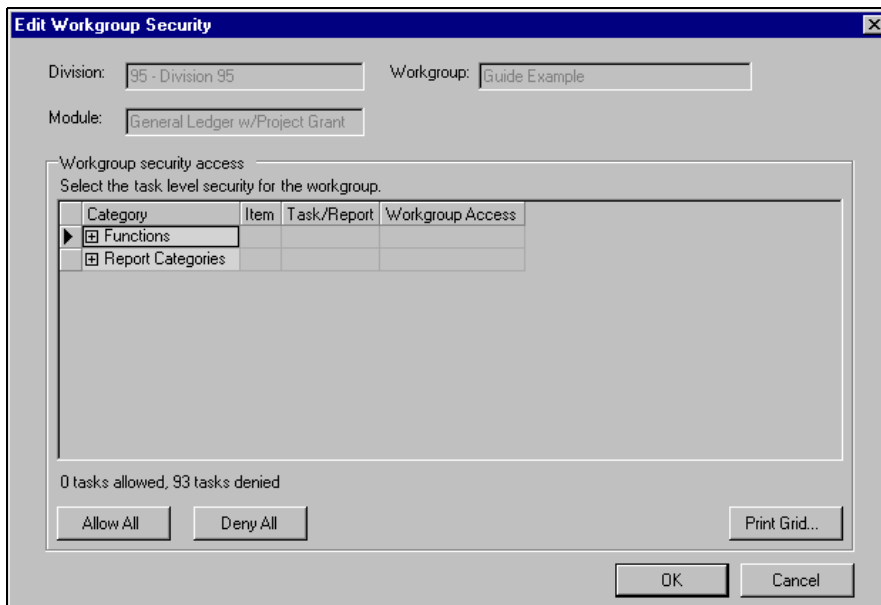 Edit Workgroup Security
Division: 95 - Division 95 Workgroup: Guide Example
Module: General Ledger w/Project Grant
Workgroup security access
Select the task level security for the workgroup.
Category Item Task/Report Workgroup Access
Functions
Report Categories
0 tasks allowed, 93 tasks denied
Allow All Deny All Print Grid...
OK Cancel